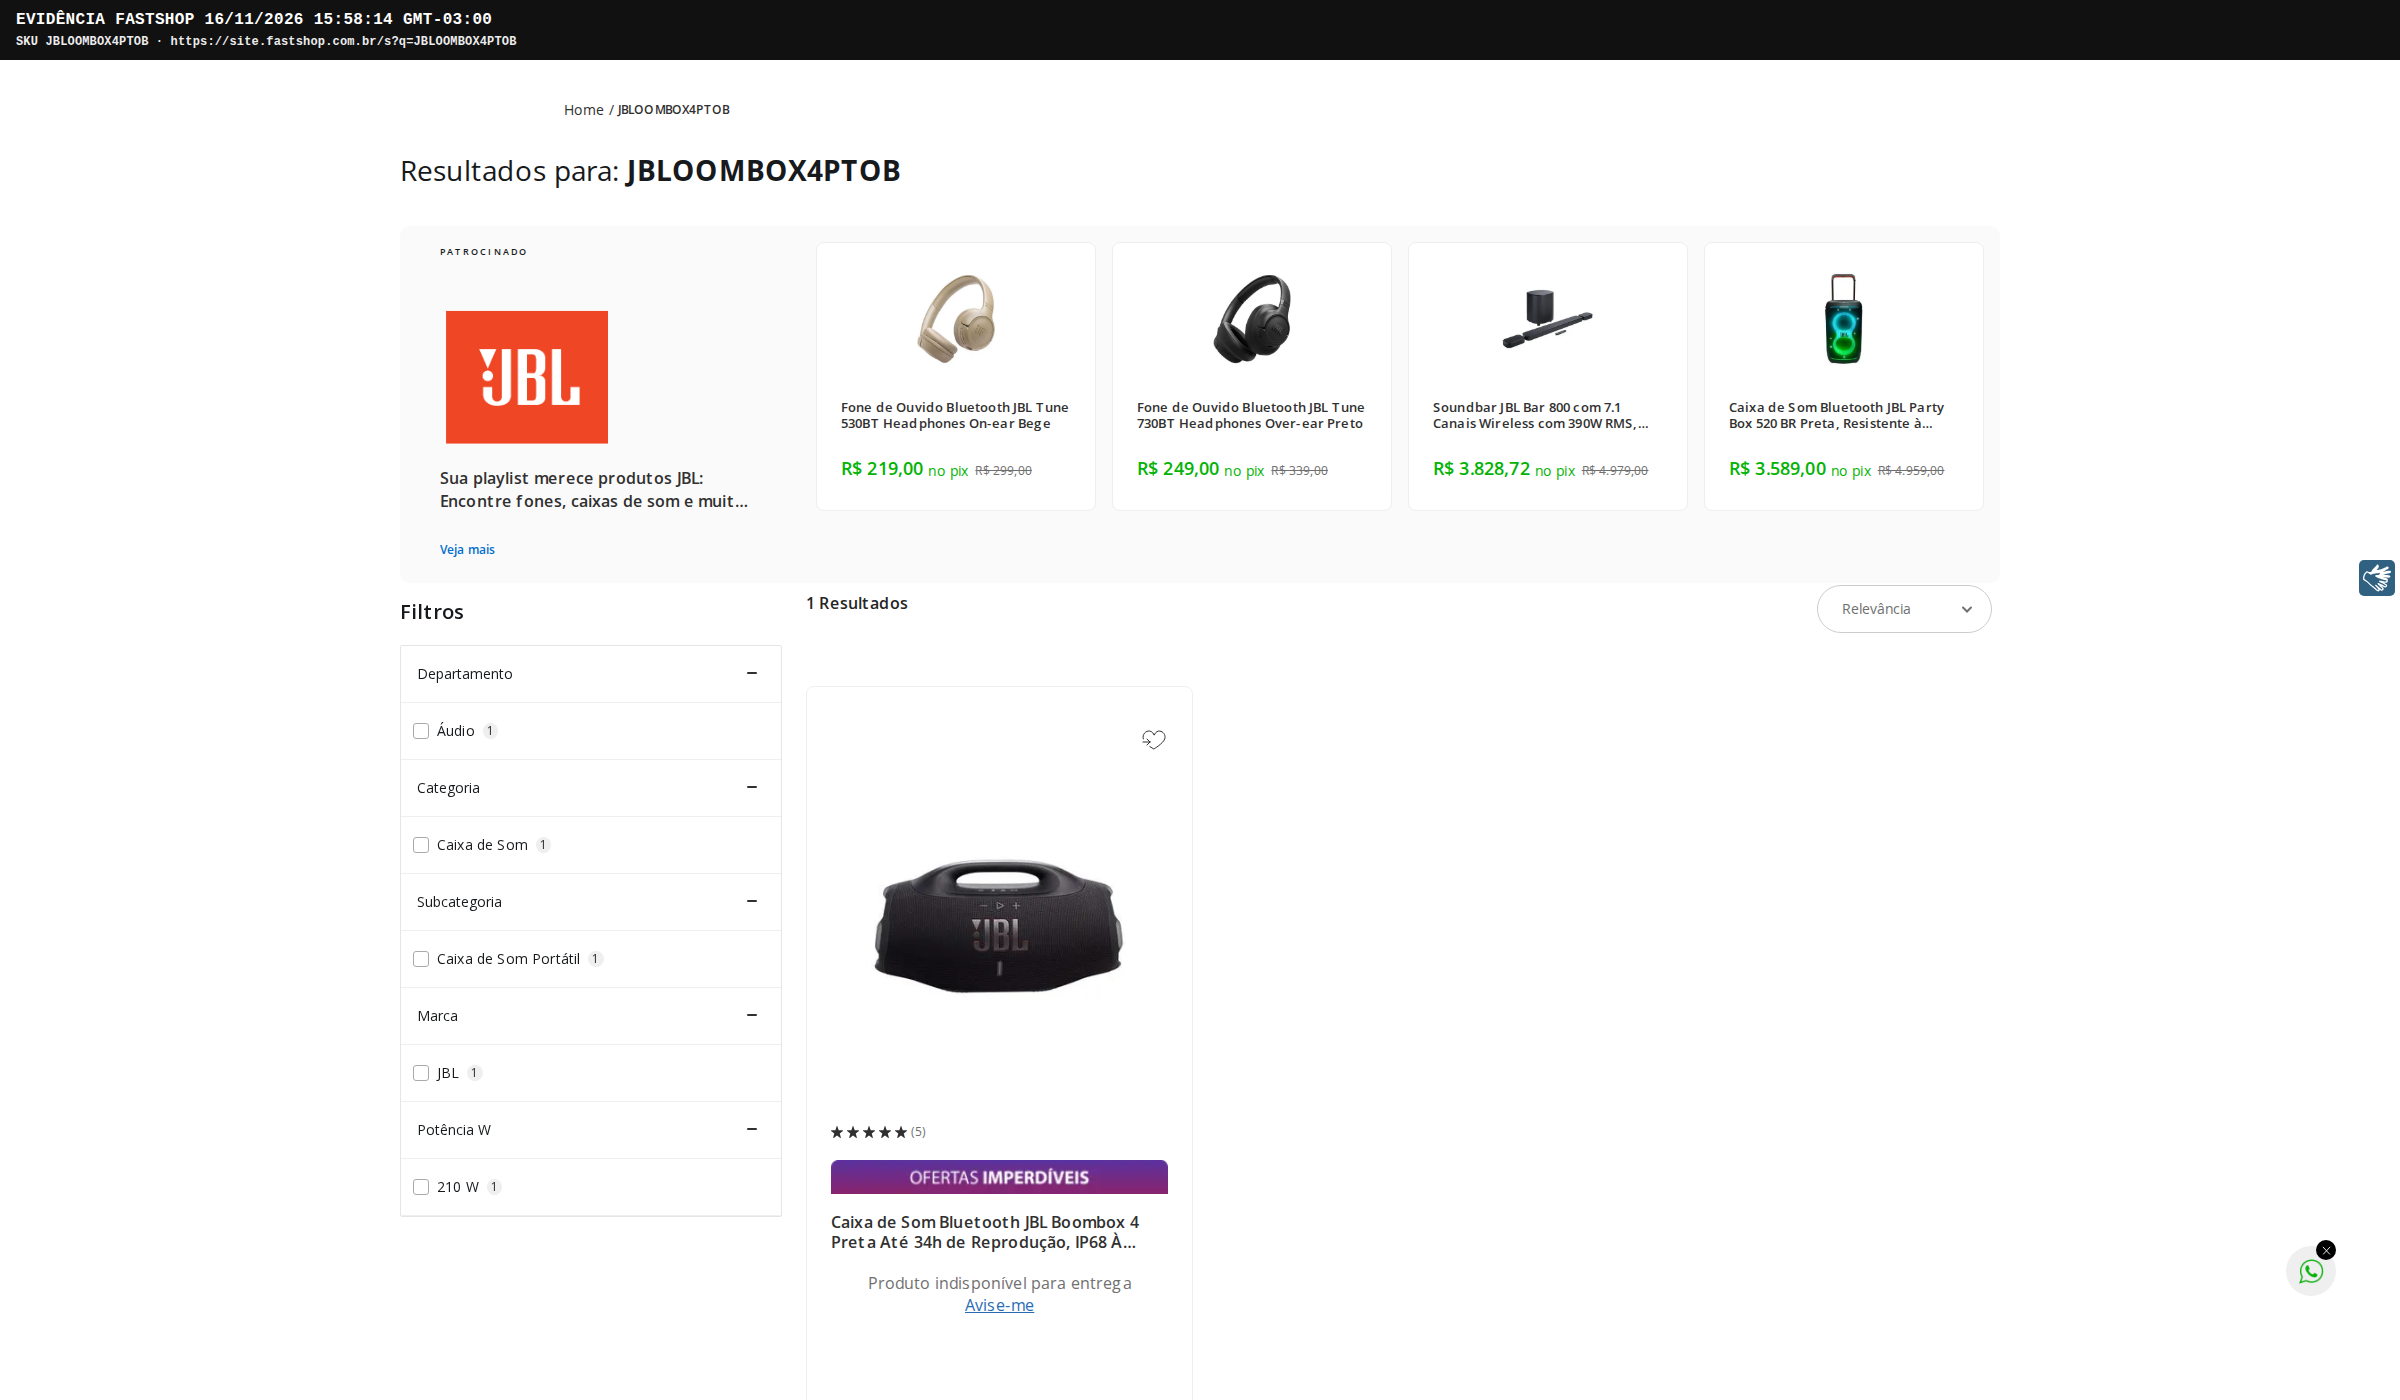 EVIDÊNCIA FASTSHOP 16/11/2026 15:58:14 GMT-03:00
SKU JBLOOMBOX4PTOB · https://site.fastshop.com.br/s?q=JBLOOMBOX4PTOB
Home / JBLOOMBOX4PTOB
Resultados para: JBLOOMBOX4PTOB
PATROCINADO
JBL
Sua playlist merece produtos JBL:
Encontre fones, caixas de som e muit...
Veja mais
Fone de Ouvido Bluetooth JBL Tune
530BT Headphones On-ear Bege
R$ 219,00 no pix R$ 299,00
Fone de Ouvido Bluetooth JBL Tune
730BT Headphones Over-ear Preto
R$ 249,00 no pix R$ 339,00
Soundbar JBL Bar 800 com 7.1
Canais Wireless com 390W RMS,...
R$ 3.828,72 no pix R$ 4.979,00
Caixa de Som Bluetooth JBL Party
Box 520 BR Preta, Resistente à...
R$ 3.589,00 no pix R$ 4.959,00
Filtros
Departamento
Áudio 1
Categoria
Caixa de Som 1
Subcategoria
Caixa de Som Portátil 1
Marca
JBL 1
Potência W
210 W 1
1 Resultados
Relevância
JBL
(5)
OFERTAS IMPERDÍVEIS
Caixa de Som Bluetooth JBL Boombox 4
Preta Até 34h de Reprodução, IP68 À...
Produto indisponível para entrega
Avise-me